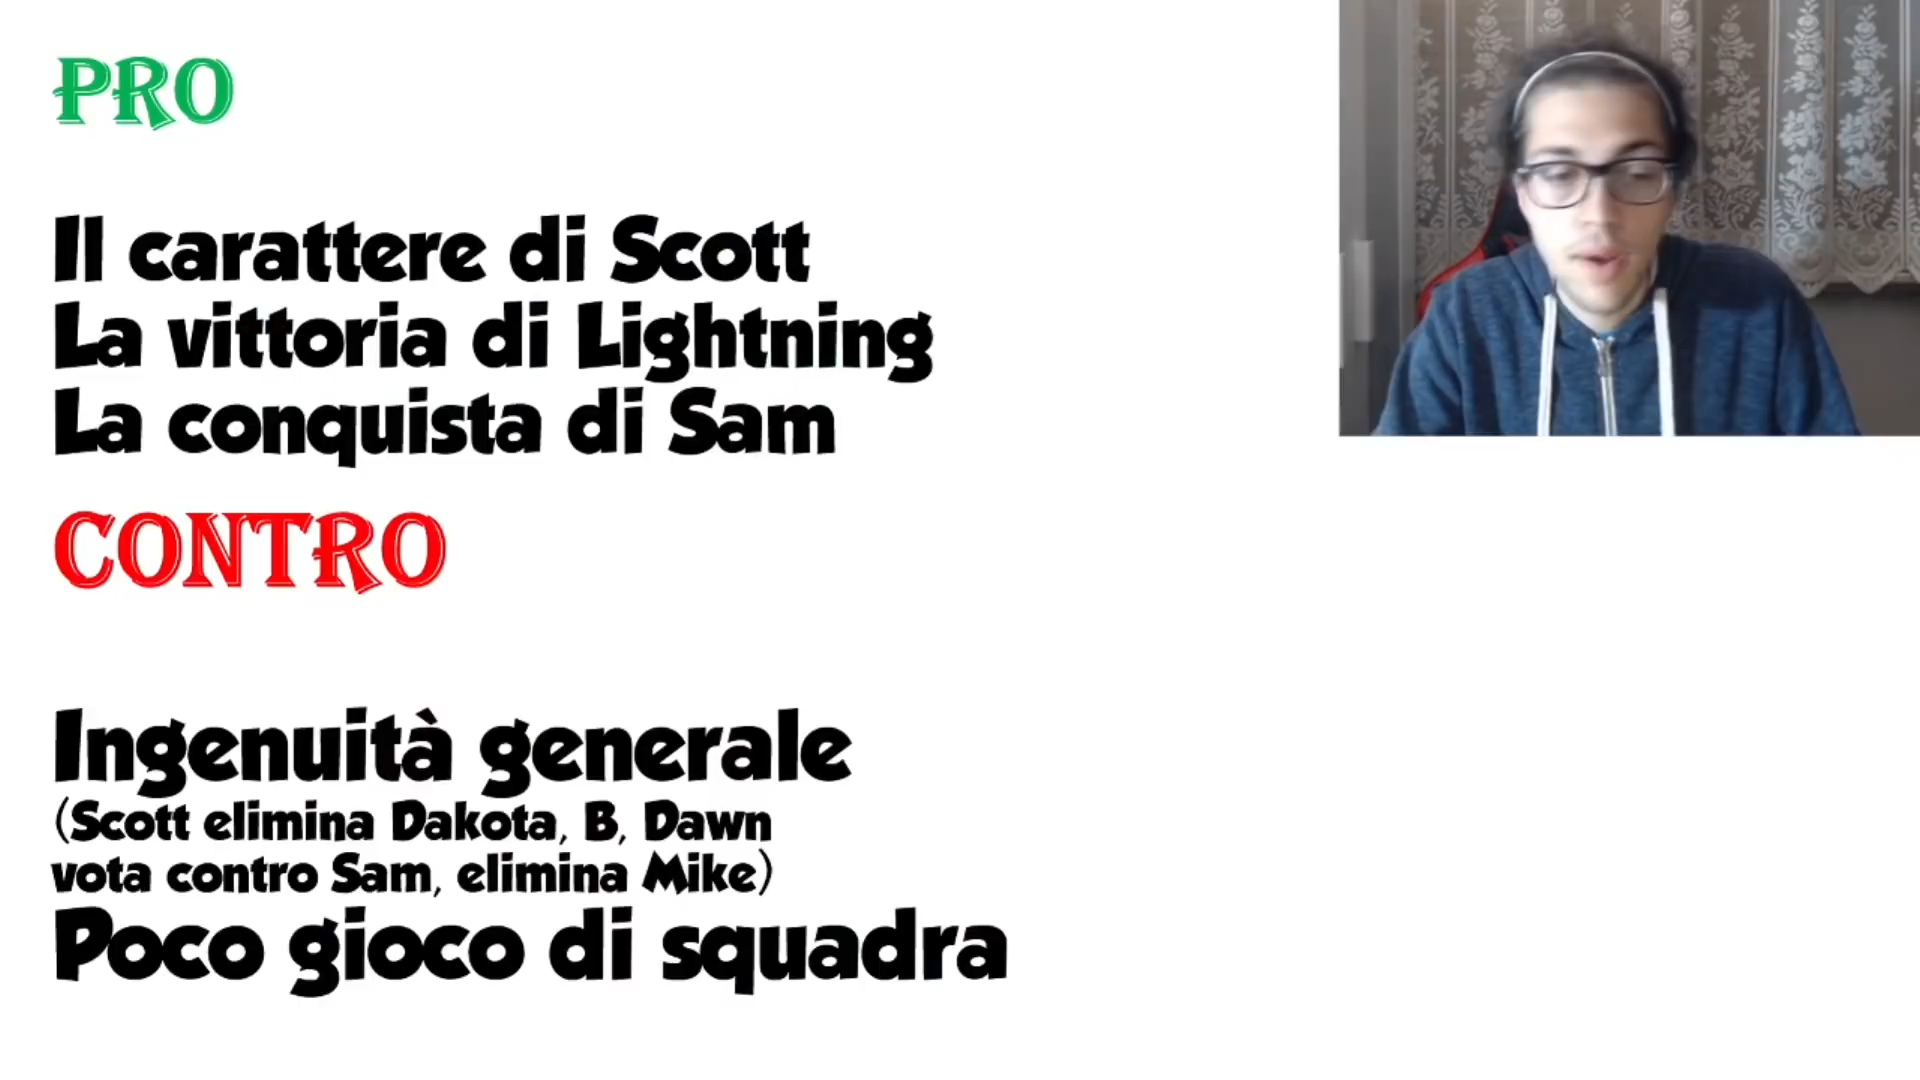 PRO
Il carattere di Scott
La vittoria di Lightning
La conquista di Sam
CONTRO
Ingenuità generale
(Scott elimina Dakota, B, Dawn
vota contro Sam, elimina Mike)
Poco gioco di squadra